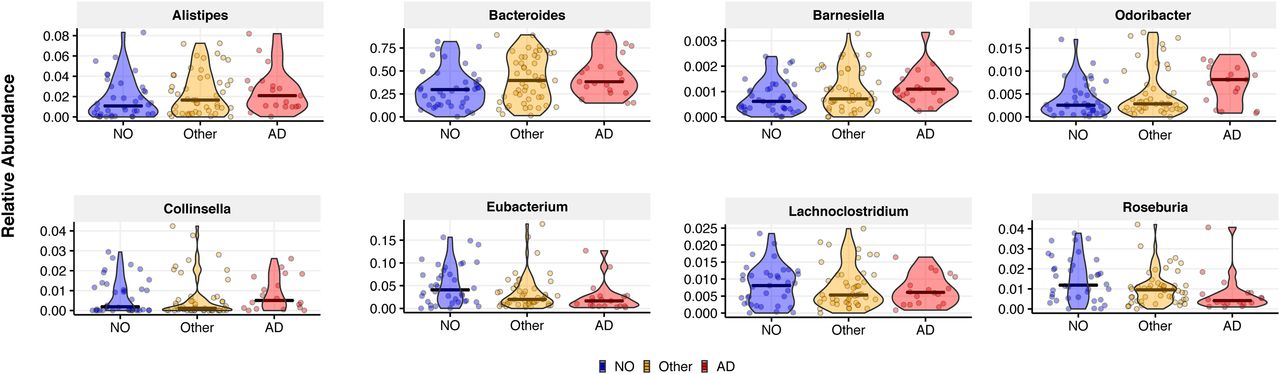 Relative Abundance
Alistipes
0.08
0.06
0.04
0.02
0.00
NO Other AD
Bacteroides
0.75
0.50
0.25
0.00
NO Other AD
Barnesiella
0.003
0.002
0.001
0.000
NO Other AD
Odoribacter
0.015
0.010
0.005
0.000
NO Other AD
Collinsella
0.04
0.03
0.02
0.01
0.00
NO Other AD
Eubacterium
0.15
0.10
0.05
0.00
NO Other AD
Lachnoclostridium
0.025
0.020
0.015
0.010
0.005
0.000
NO Other AD
Roseburia
0.04
0.03
0.02
0.01
0.00
NO Other AD
NO Other AD